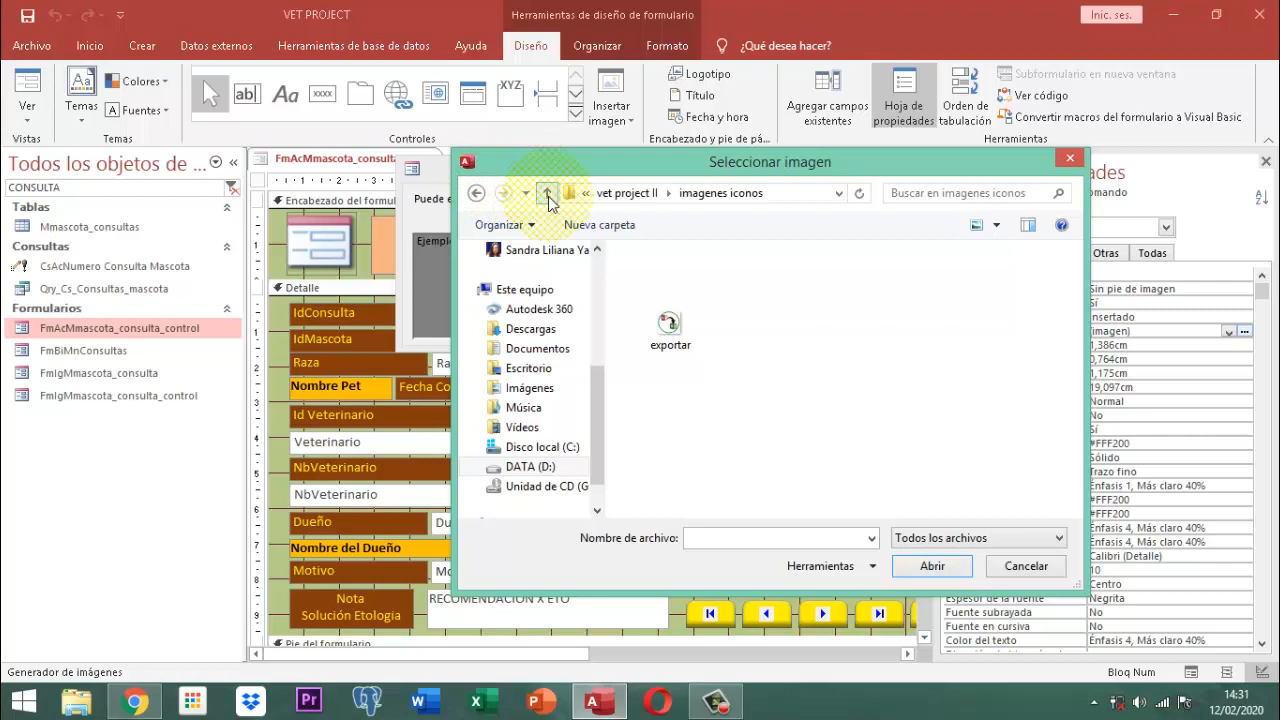 VET PROJECT
Herramientas de diseño de formulario
Inic. ses.
Archivo
Inicio
Crear
Datos externos
Herramientas de base de datos
Ayuda
Diseño
Organizar
Formato
¿Qué desea hacer?
Ver
Vistas
Temas
Colores
Fuentes
Temas
ab|
Aa
xxxx
XYZ
Controles
Insertar
imagen
Logotipo
Título
Fecha y hora
Encabezado y pie de pá...
Agregar campos
existentes
Hoja de
propiedades
Orden de
tabulación
Subformulario en nueva ventana
Ver código
Convertir macros del formulario a Visual Basic
Herramientas
Todos los objetos de ...
CONSULTA
Tablas
Mmascota_consultas
Consultas
CsAcNumero Consulta Mascota
Qry_Cs_Consultas_mascota
Formularios
FmAcMmascota_consulta_control
FmBiMnConsultas
FmIgMmascota_consulta
FmIgMmascota_consulta_control
FmAcMmascota_consulta
1 2 3
Encabezado del formul
Detalle
IdConsulta
IdMascota
Raza
Ra
Nombre Pet
Fecha Co
Id Veterinario
Veterinario
NbVeterinario
NbVeterinario
Dueño
Du
Nombre del Dueño
Motivo
Mo
Nota
Solución Etologia
RECOMENDACION X ETO
Pie del formulario
Puede e
Ejemplo
Seleccionar imagen
« vet project II
imagenes iconos
Buscar en imagenes iconos
Organizar
Nueva carpeta
Sandra Liliana Ya
Este equipo
Autodesk 360
Descargas
Documentos
Escritorio
Imágenes
Música
Vídeos
Disco local (C:)
DATA (D:)
Unidad de CD (G
exportar
Nombre de archivo:
Todos los archivos
Herramientas
Abrir
Cancelar
ades
omando
Otras
Todas
Sin pie de imagen
Sí
Insertado
(imagen)
1,386cm
0,764cm
1,175cm
19,097cm
Normal
No
Sí
#FFF200
Sólido
Trazo fino
Énfasis 1, Más claro 40%
#FFF200
Énfasis 4, Más claro 40%
#FFF200
Énfasis 4, Más claro 40%
Calibri (Detalle)
10
Centro
Espesor de la fuente
Negrita
Fuente subrayada
No
Fuente en cursiva
No
Color del texto
Énfasis 4, Más claro 40%
Generador de imágenes
Bloq Num
14:31
12/02/2020